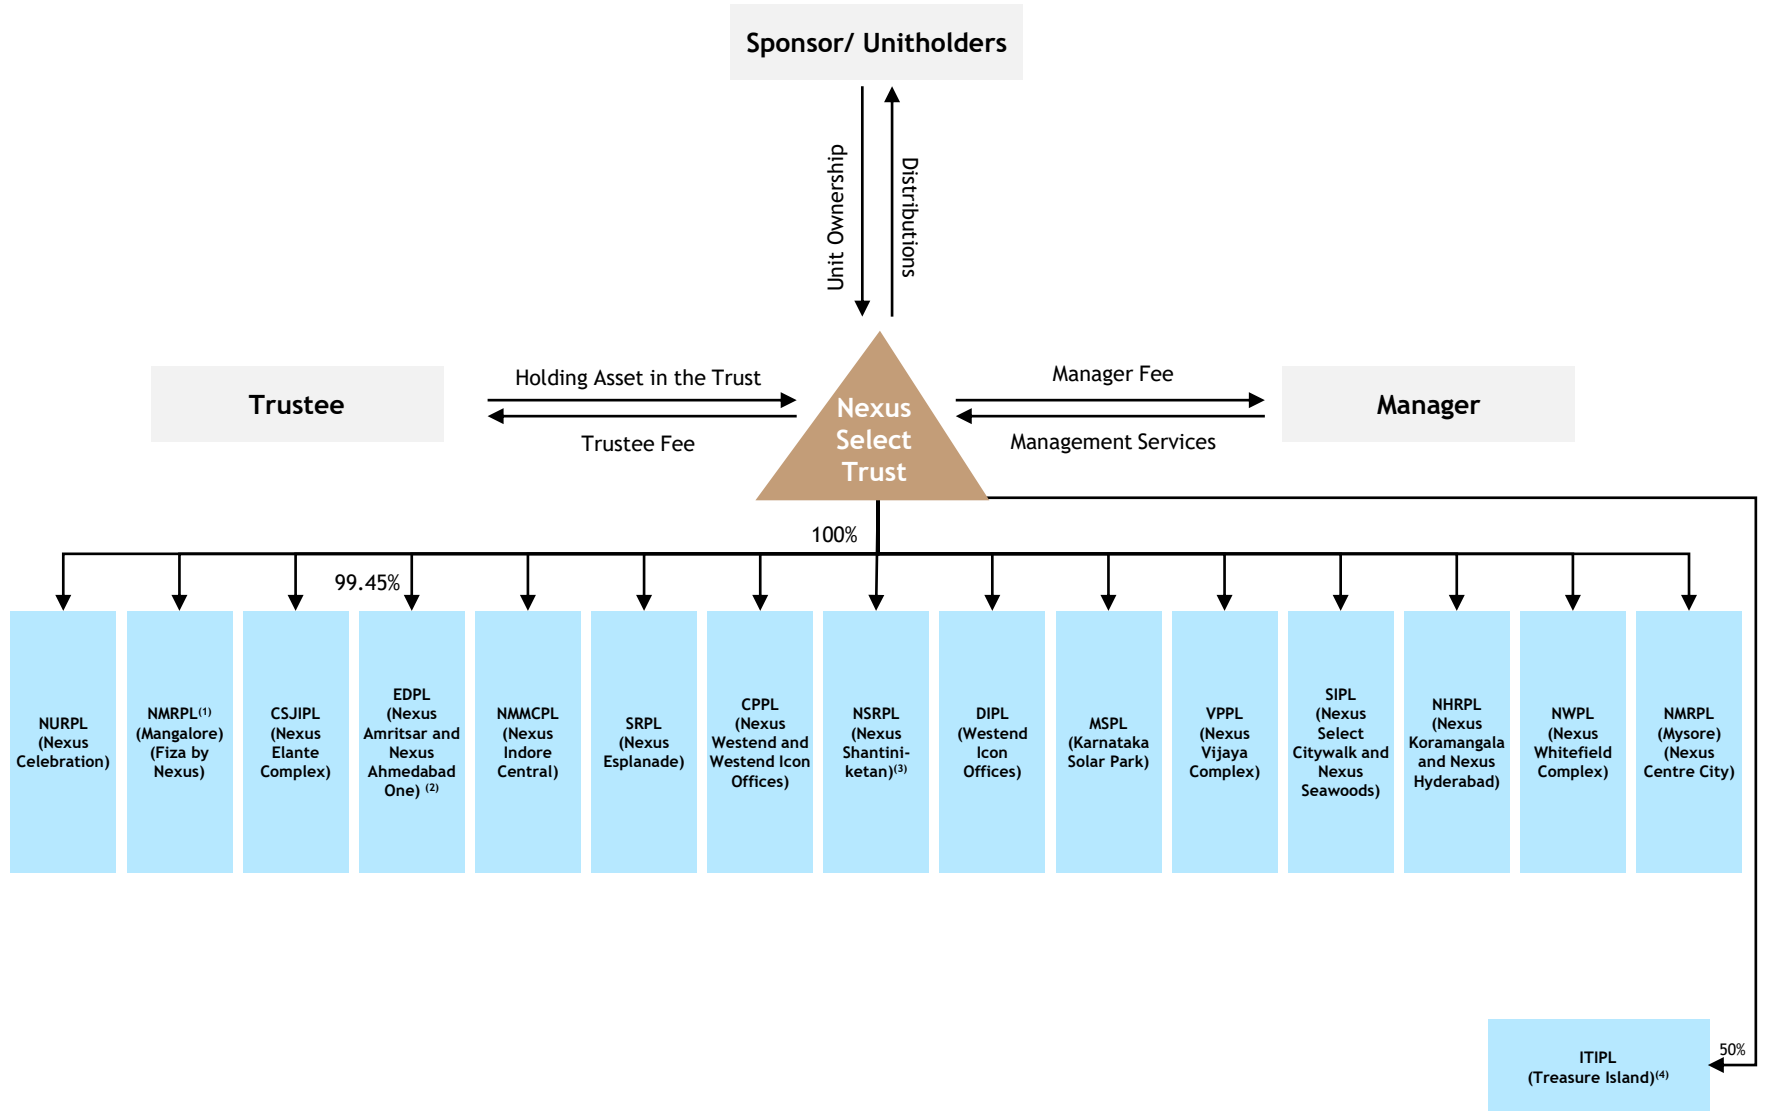 Sponsor/ Unitholders
Unit Ownership
Distributions
Trustee
Holding Asset in the Trust
Trustee Fee
Nexus
Select
Trust
Manager Fee
Management Services
Manager
100%
99.45%
NURPL
(Nexus
Celebration)
NMRPL(1)
(Mangalore)
(Fiza by
Nexus)
CSJIPL
(Nexus
Elante
Complex)
EDPL
(Nexus
Amritsar and
Nexus
Ahmedabad
One) (2)
NMMCPL
(Nexus
Indore
Central)
SRPL
(Nexus
Esplanade)
CPPL
(Nexus
Westend and
Westend Icon
Offices)
NSRPL
(Nexus
Shantini-
ketan)(3)
DIPL
(Westend
Icon
Offices)
MSPL
(Karnataka
Solar Park)
VPPL
(Nexus
Vijaya
Complex)
SIPL
(Nexus
Select
Citywalk and
Nexus
Seawoods)
NHRPL
(Nexus
Koramangala
and Nexus
Hyderabad)
NWPL
(Nexus
Whitefield
Complex)
NMRPL
(Mysore)
(Nexus
Centre City)
50%
ITIPL
(Treasure Island)(4)